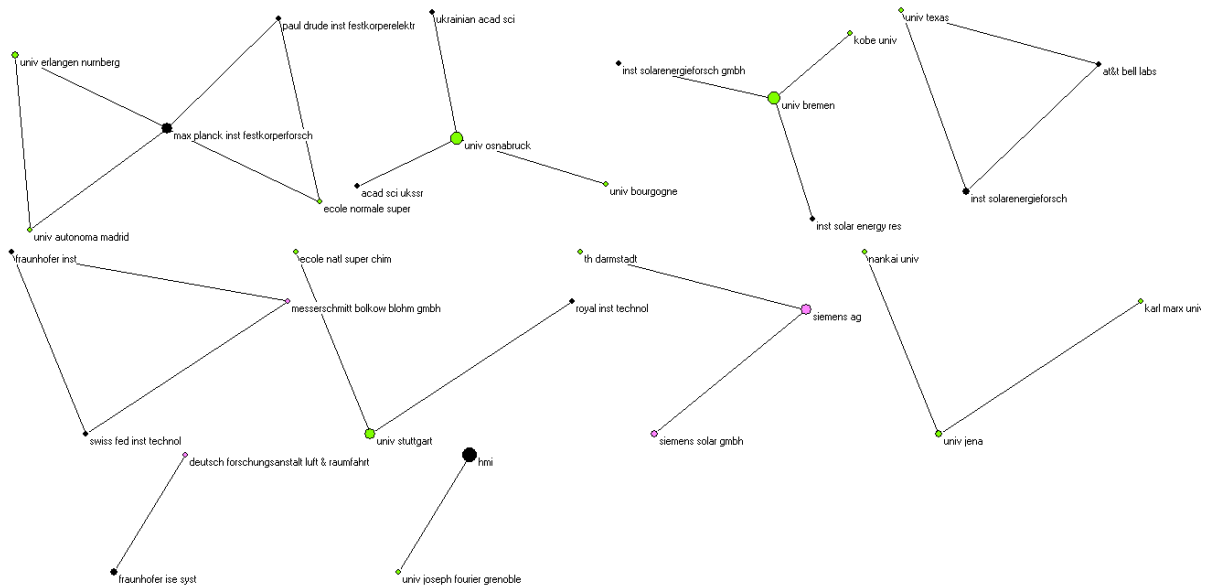 univ texas
ukrainian acad sci
paul drude inst festkorperelektr
kobe univ
univ erlangen nurnberg
inst solarenergieforsch gmbh
at&t bell labs
univ bremen
max planck inst festkorperforsch
univ osnabruck
acad sci ukssr
univ bourgogne
inst solarenergieforsch
ecole normale super
inst solar energy res
univ autonoma madrid
fraunhofer inst
ecole natl super chim
th darmstadt
nankai univ
messerschmitt bolkow blohm gmbh
royal inst technol
siemens ag
karl marx univ
swiss fed inst technol
univ stuttgart
siemens solar gmbh
univ jena
deutsch forschungsanstalt luft & raumfahrt
hmi
fraunhofer ise syst
univ joseph fourier grenoble